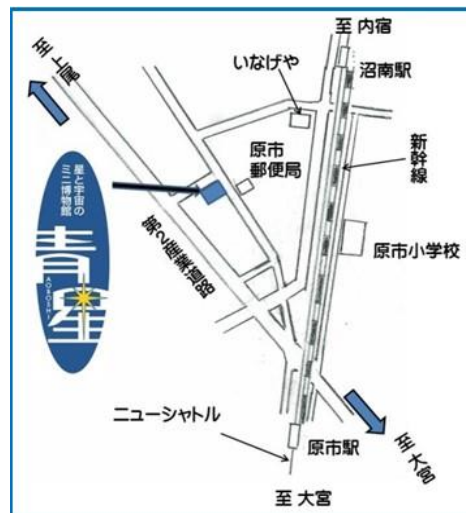 至 内宿
至 上尾
いなげや
沼南駅
新幹線
原市
郵便局
星と宇宙の
ミニ博物館
青星
AOBOSHI
第2産業道路
原市小学校
ニューシャトル
原市駅
至 大宮
至 大宮